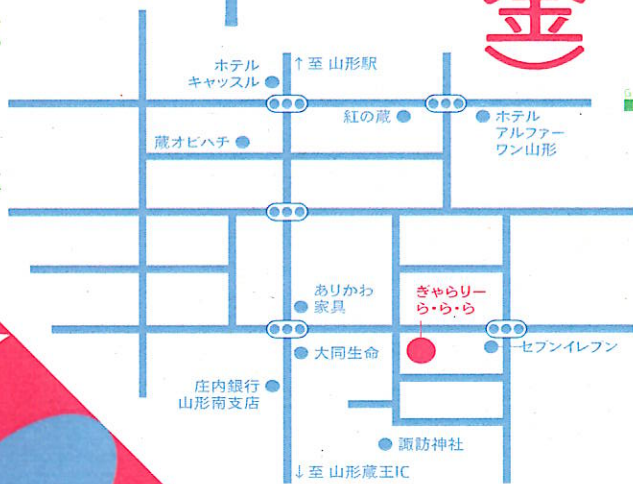 金
ホテル
キャッスル
↑至 山形駅
紅の蔵
ホテル
アルファー
ワン山形
蔵オビハチ
ありかわ
家具
ぎゃらりー
ら・ら・ら
大同生命
セブンイレブン
庄内銀行
山形南支店
諏訪神社
↓至 山形蔵王IC